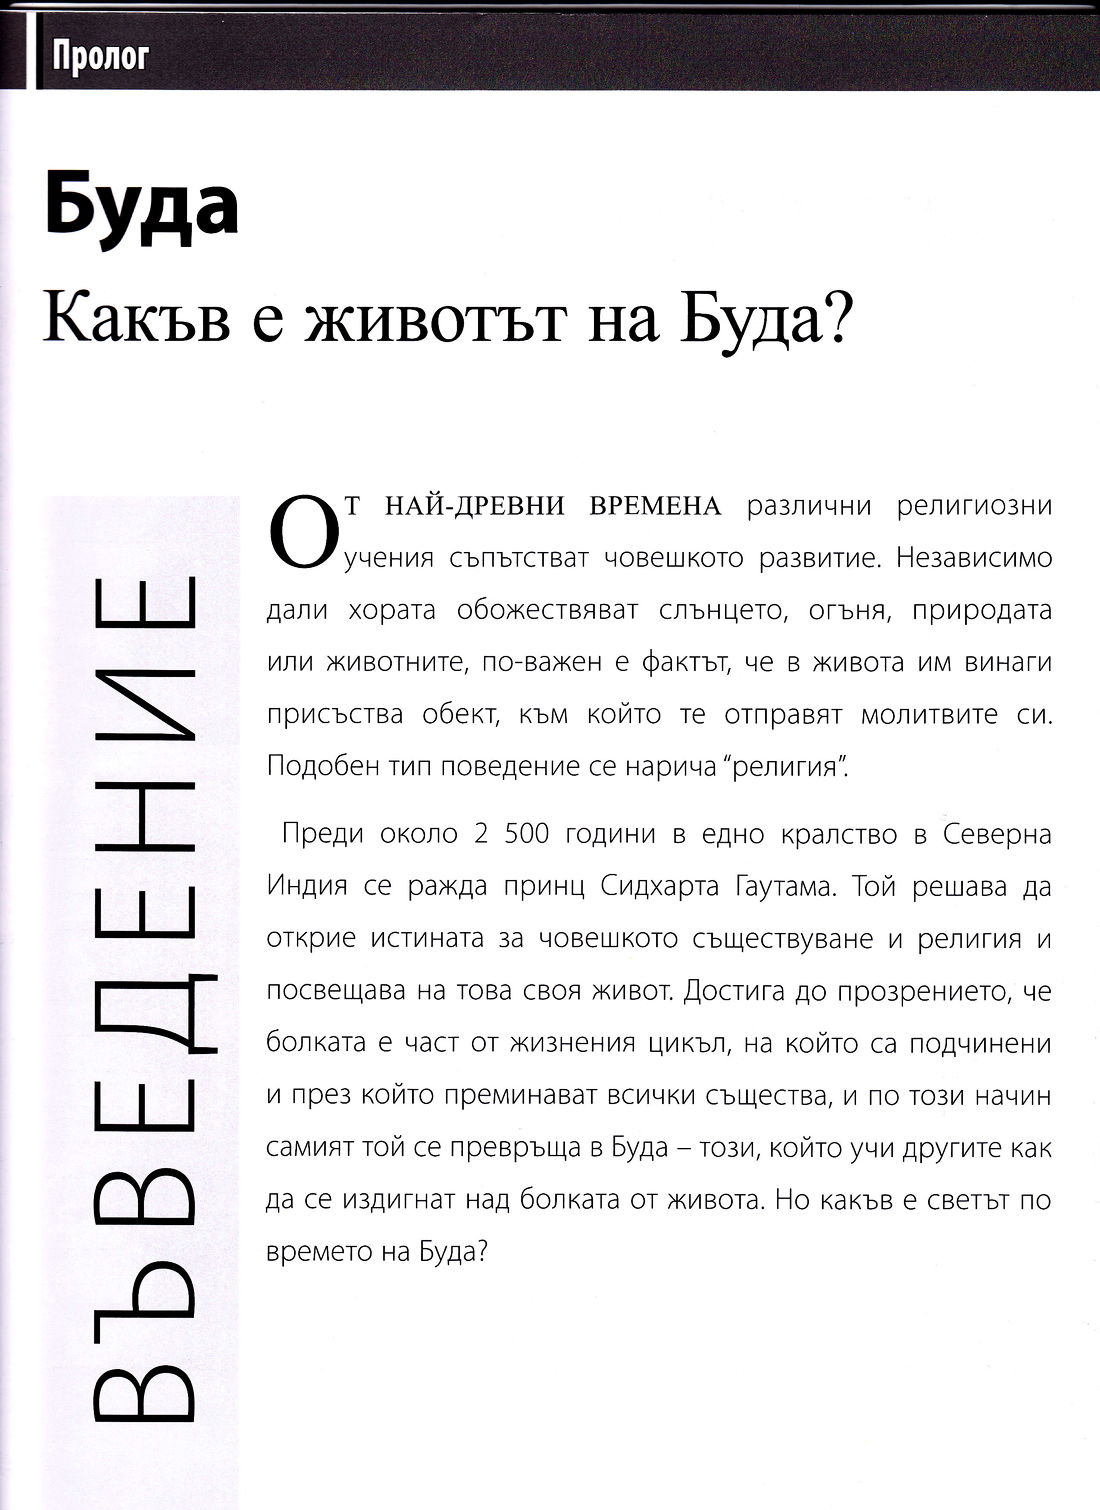 Пролог
Буда
Какъв е животът на Буда?
ВЪВЕДЕНИЕ
ОТ НАЙ-ДРЕВНИ ВРЕМЕНА различни религиозни
учения съпътстват човешкото развитие. Независимо
дали хората обожествяват слънцето, огъня, природата
или животните, по-важен е фактът, че в живота им винаги
присъства обект, към който те отправят молитвите си.
Подобен тип поведение се нарича “религия”.
Преди около 2 500 години в едно кралство в Северна
Индия се ражда принц Сидхарта Гаутама. Той решава да
открие истината за човешкото съществуване и религия и
посвещава на това своя живот. Достига до прозрението, че
болката е част от жизнения цикъл, на който са подчинени
и през който преминават всички същества, и по този начин
самият той се превръща в Буда – този, който учи другите как
да се издигнат над болката от живота. Но какъв е светът по
времето на Буда?